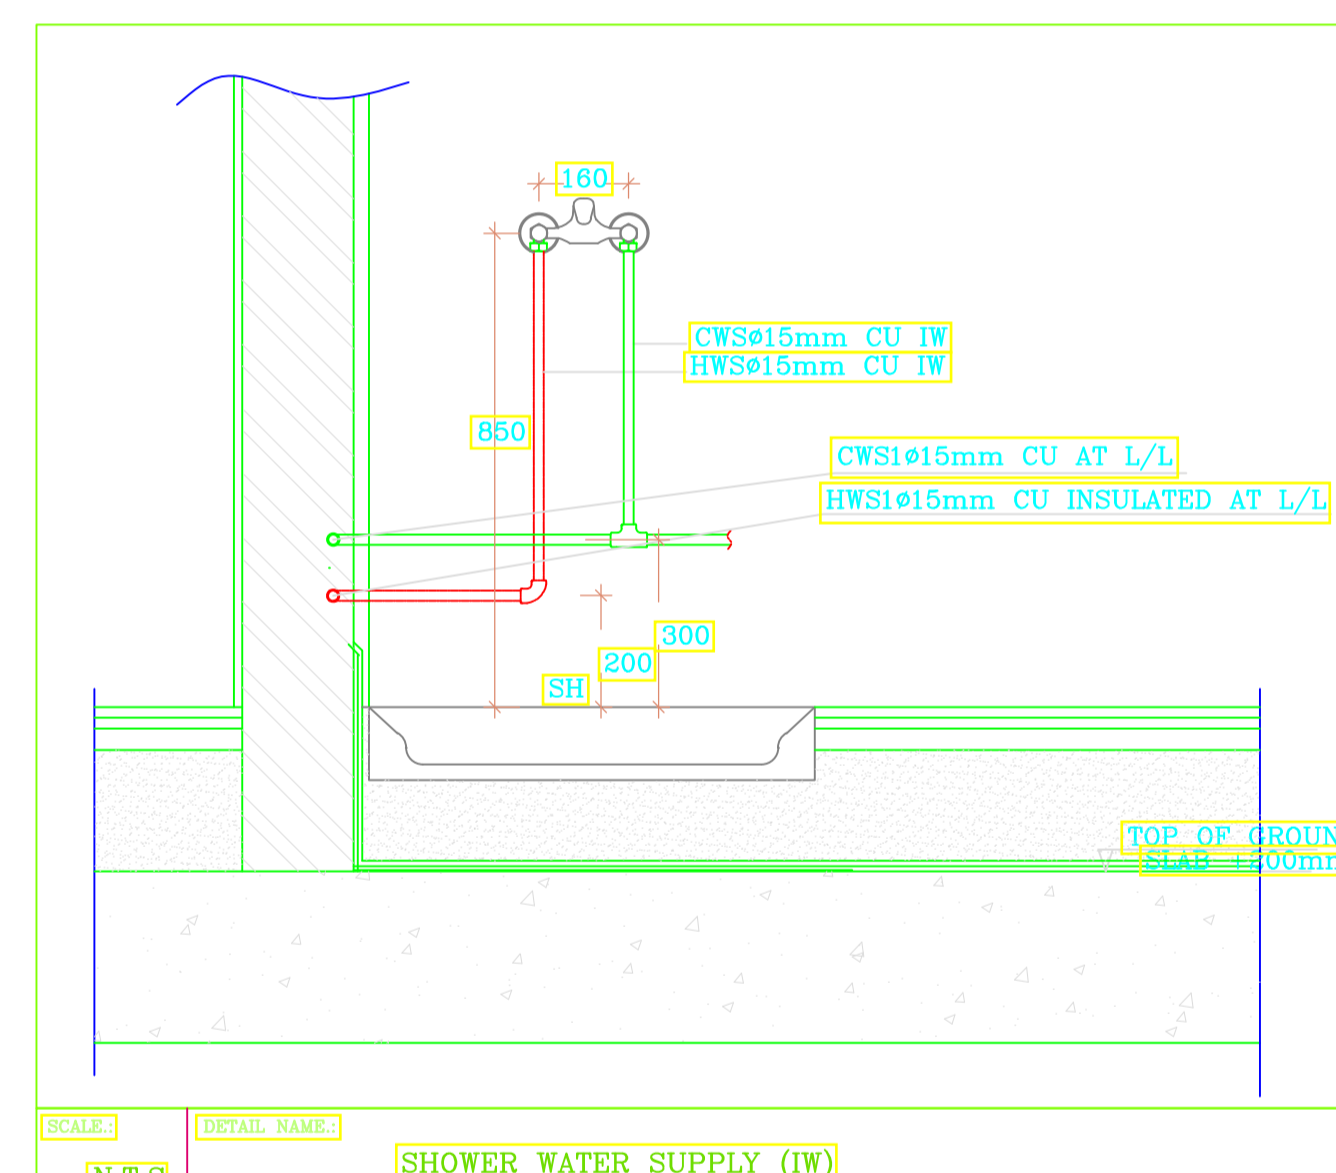 160
CWSø15mm CU IW
HWSø15mm CU IW
850
CWS1ø15mm CU AT L/L
HWS1ø15mm CU INSULATED AT L/L
300
200
SH
TOP OF GROUN
SLAB +200mm
SCALE.:
DETAIL NAME.:
N.T.S
SHOWER WATER SUPPLY (IW)